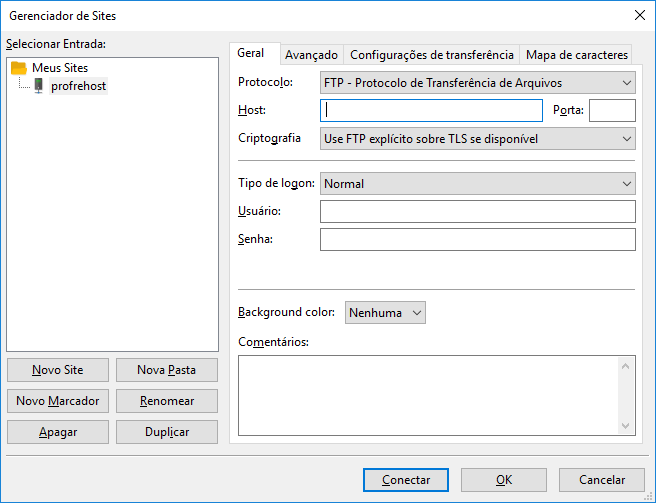 Gerenciador de Sites
Selecionar Entrada:
Meus Sites
profrehost
Novo Site
Nova Pasta
Novo Marcador
Renomear
Apagar
Duplicar
Geral
Avançado
Configurações de transferência
Mapa de caracteres
Protocolo:
FTP - Protocolo de Transferência de Arquivos
Host:
Porta:
Criptografia
Use FTP explícito sobre TLS se disponível
Tipo de logon:
Normal
Usuário:
Senha:
Background color:
Nenhuma
Comentários:
Conectar
OK
Cancelar